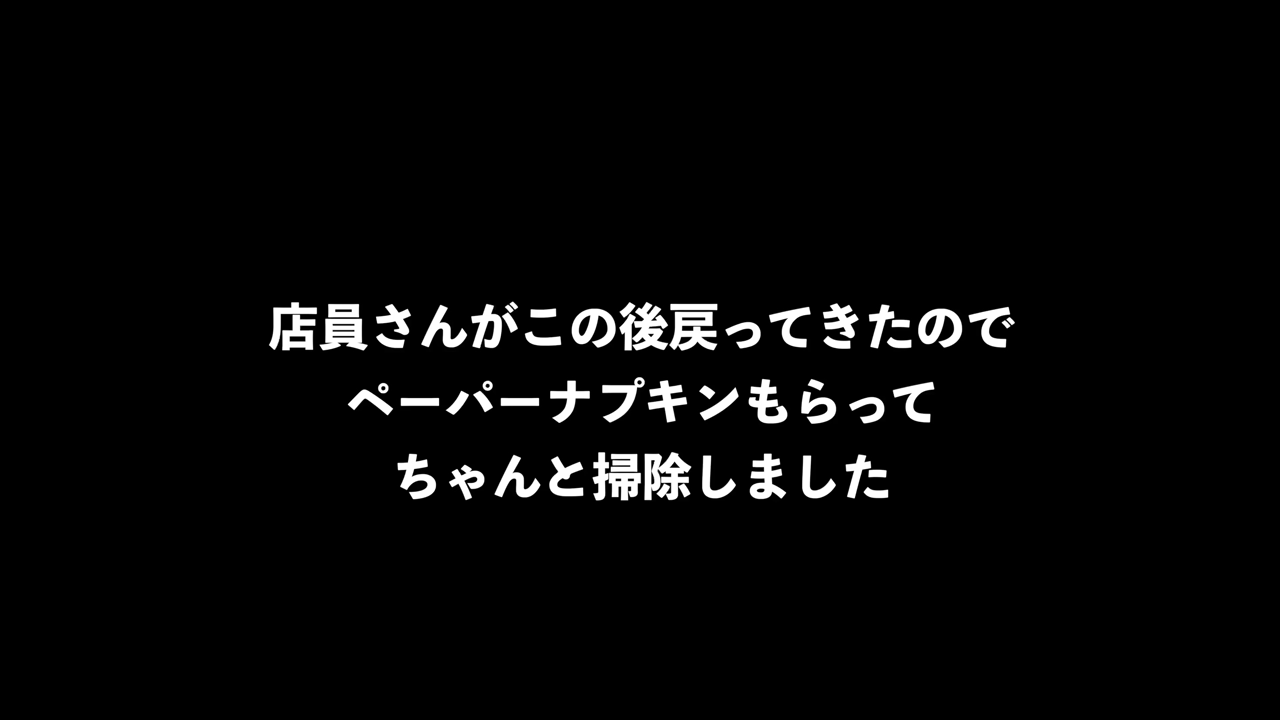 店員さんがこの後戻ってきたので
ペーパーナプキンもらって
ちゃんと掃除しました